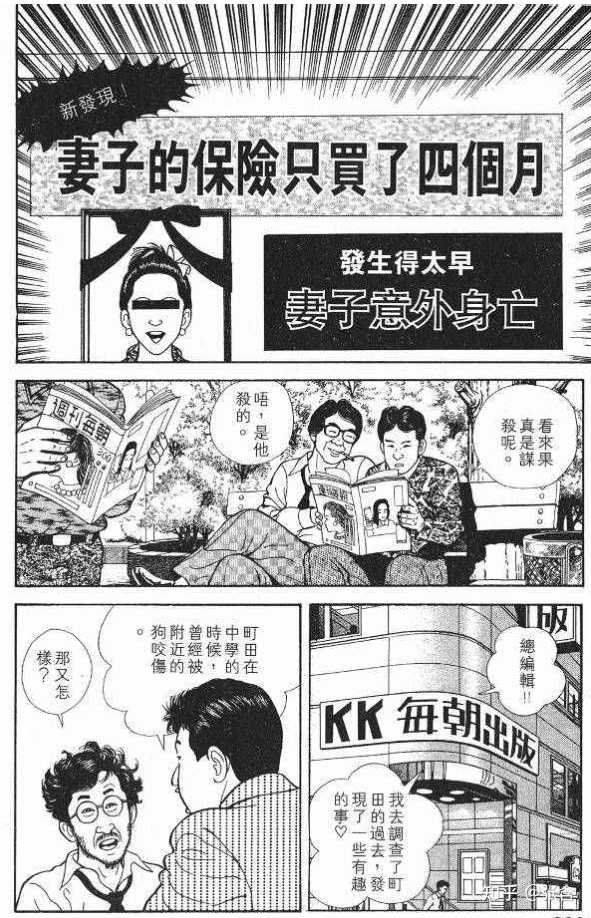 新發現！
妻子的保險只買了四個月
發生得太早
妻子意外身亡
看來果
真是謀
殺呢。
唔，是他
殺的。
週刊每朝
總編輯!!
版
KK 每朝出版
我去調查了町
田的過去，發
現了一些有趣
的事♡
町田在
中學的
時候，
曾經被
附近的
狗咬傷
。
那又怎
樣？
知乎